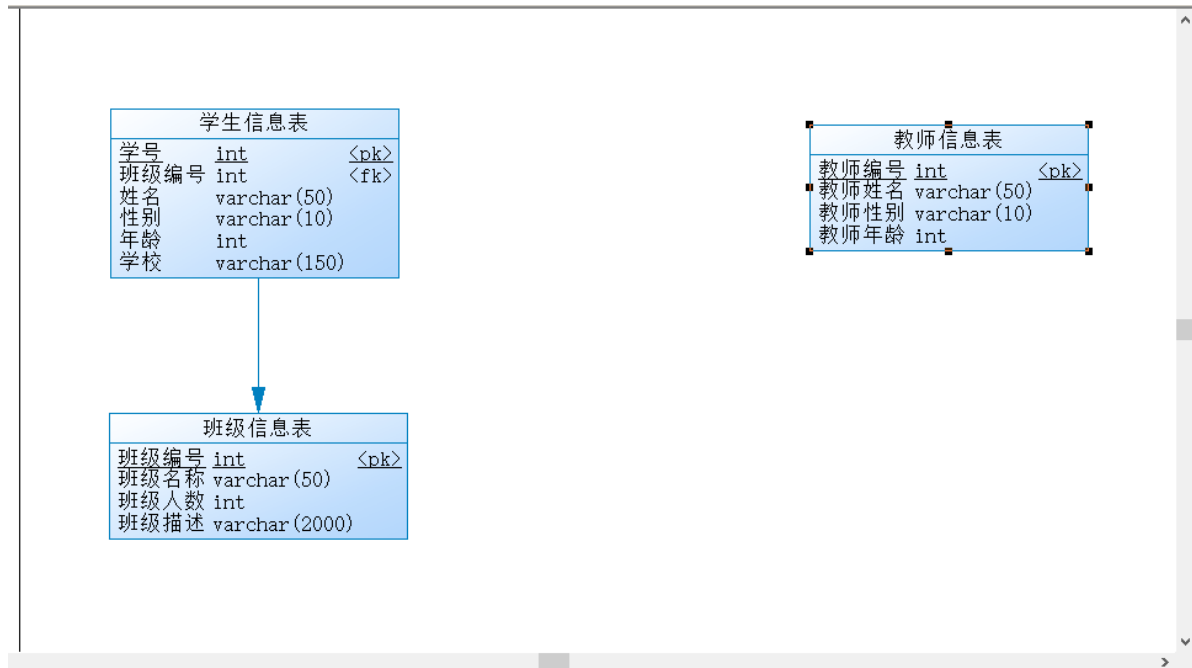 学生信息表
学号 int <pk>
班级编号 int <fk>
姓名 varchar(50)
性别 varchar(10)
年龄 int
学校 varchar(150)
教师信息表
教师编号 int <pk>
教师姓名 varchar(50)
教师性别 varchar(10)
教师年龄 int
班级信息表
班级编号 int <pk>
班级名称 varchar(50)
班级人数 int
班级描述 varchar(2000)